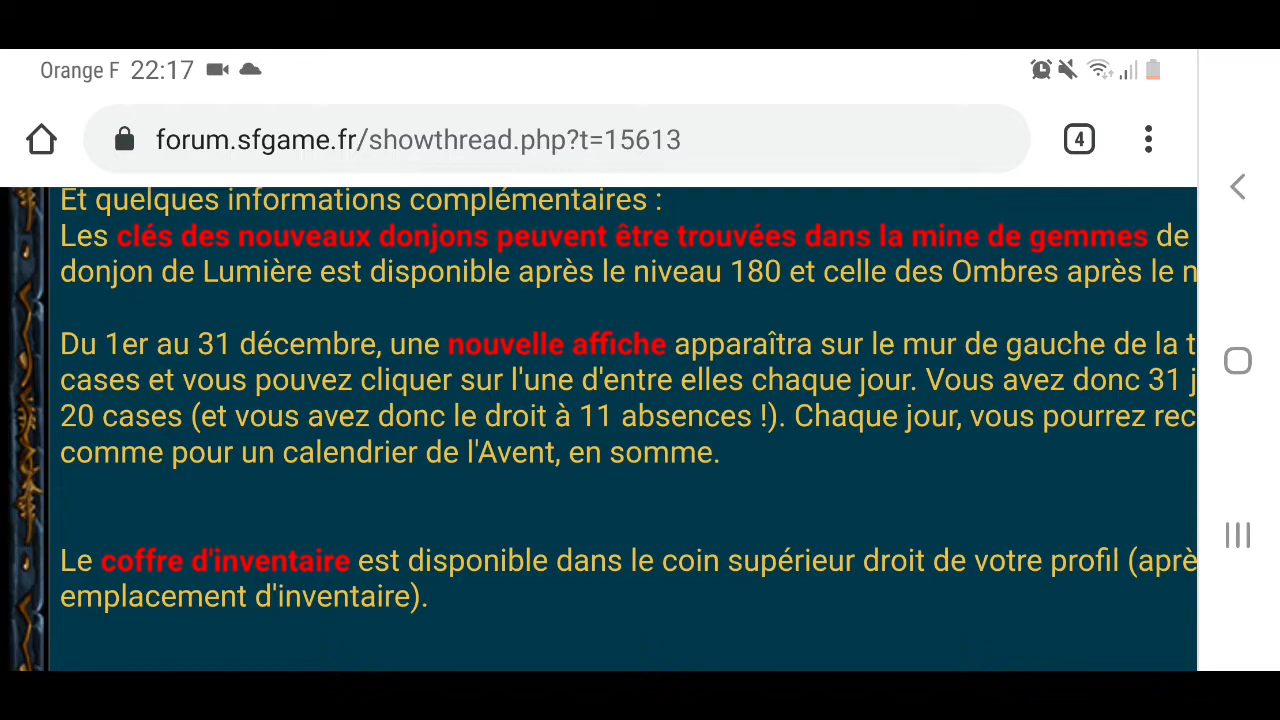 Orange F 22:17
forum.sfgame.fr/showthread.php?t=15613
4
Et quelques informations complémentaires :
Les clés des nouveaux donjons peuvent être trouvées dans la mine de gemmes de
donjon de Lumière est disponible après le niveau 180 et celle des Ombres après le n
Du 1er au 31 décembre, une nouvelle affiche apparaîtra sur le mur de gauche de la t
cases et vous pouvez cliquer sur l'une d'entre elles chaque jour. Vous avez donc 31 j
20 cases (et vous avez donc le droit à 11 absences !). Chaque jour, vous pourrez rec
comme pour un calendrier de l'Avent, en somme.
Le coffre d'inventaire est disponible dans le coin supérieur droit de votre profil (aprè
emplacement d'inventaire).